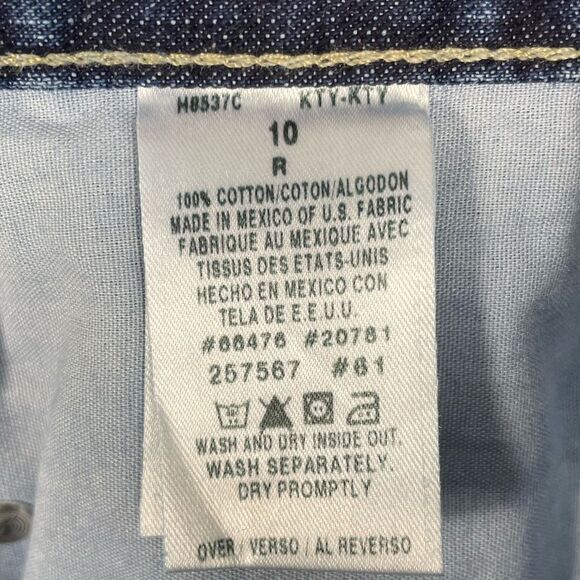 H8537C KTY-KTY
10
R
100% COTTON/COTON/ALGODON
MADE IN MEXICO OF U.S. FABRIC
FABRIQUE AU MEXIQUE AVEC
TISSUS DES ETATS-UNIS
HECHO EN MEXICO CON
TELA DE E.E.U.U.
#66476 #20781
257567 #61
WASH AND DRY INSIDE OUT.
WASH SEPARATELY.
DRY PROMPTLY
OVER / VERSO / AL REVERSO